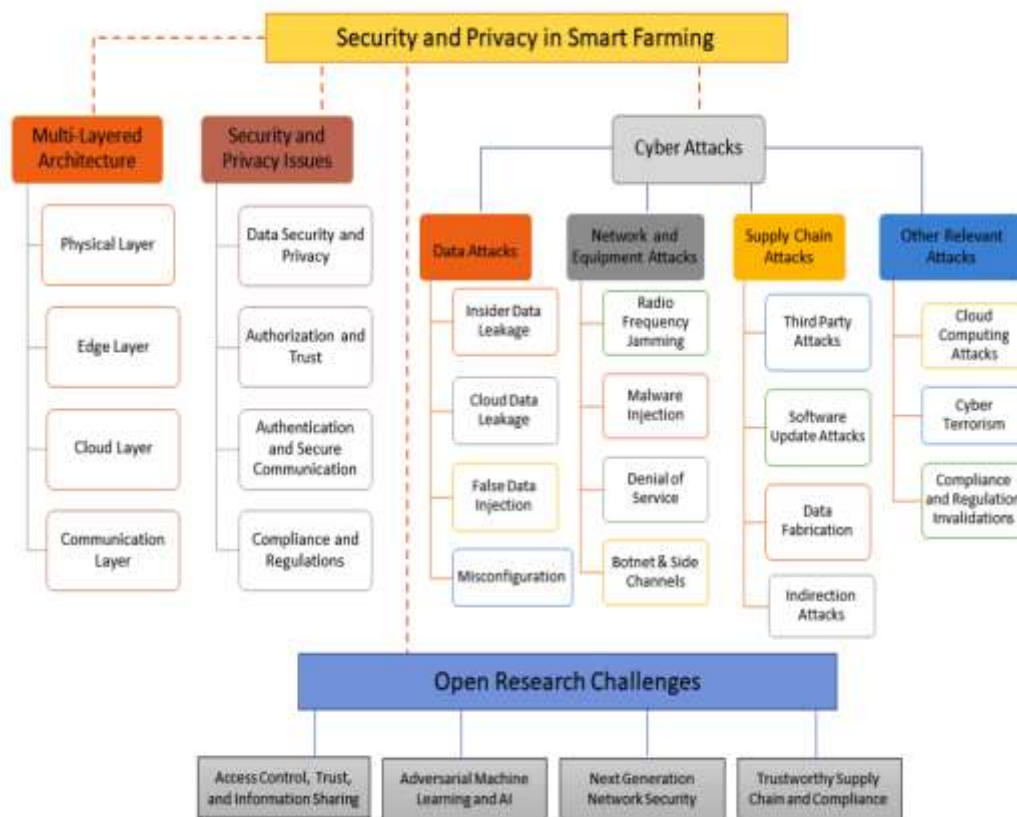 Security and Privacy in Smart Farming
Multi-Layered
Architecture
Physical Layer
Edge Layer
Cloud Layer
Communication
Layer
Security and
Privacy Issues
Data Security and
Privacy
Authorization and
Trust
Authentication
and Secure
Communication
Compliance and
Regulations
Cyber Attacks
Data Attacks
Insider Data
Leakage
Cloud Data
Leakage
False Data
Injection
Misconfiguration
Network and
Equipment Attacks
Radio
Frequency
Jamming
Malware
Injection
Denial of
Service
Botnet & Side
Channels
Supply Chain
Attacks
Third Party
Attacks
Software
Update Attacks
Data
Fabrication
Indirection
Attacks
Other Relevant
Attacks
Cloud
Computing
Attacks
Cyber
Terrorism
Compliance
and Regulation
Invalidations
Open Research Challenges
Access Control, Trust,
and Information Sharing
Adversarial Machine
Learning and AI
Next Generation
Network Security
Trustworthy Supply
Chain and Compliance